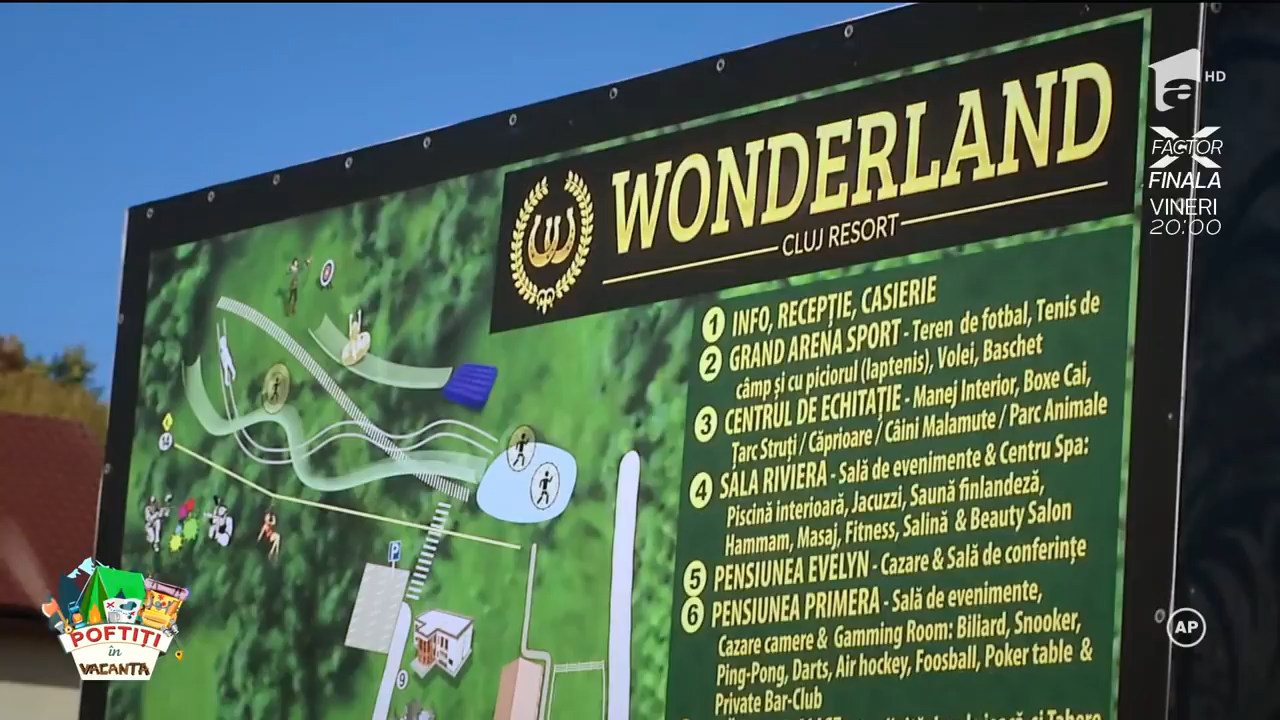 WONDERLAND
CLUJ RESORT
1 INFO, RECEPȚIE, CASIERIE
2 GRAND ARENA SPORT - Teren de fotbal, Tenis de
câmp și cu piciorul (laptenis), Volei, Baschet
3 CENTRUL DE ECHITAȚIE - Manej Interior, Boxe Cai,
Țarc Struți / Căprioare / Câini Malamute / Parc Animale
4 SALA RIVIERA - Sală de evenimente & Centru Spa:
Piscină interioară, Jacuzzi, Saună finlandeză,
Hammam, Masaj, Fitness, Salină & Beauty Salon
5 PENSIUNEA EVELYN - Cazare & Sală de conferințe
6 PENSIUNEA PRIMERA - Sală de evenimente,
Cazare camere & Gamming Room: Biliard, Snooker,
Ping-Pong, Darts, Air hockey, Foosball, Poker table &
Private Bar-Club
14
P
9
a HD
X FACTOR
FINALA
VINERI
20:00
AP
POFTIȚI
în
VACANȚĂ